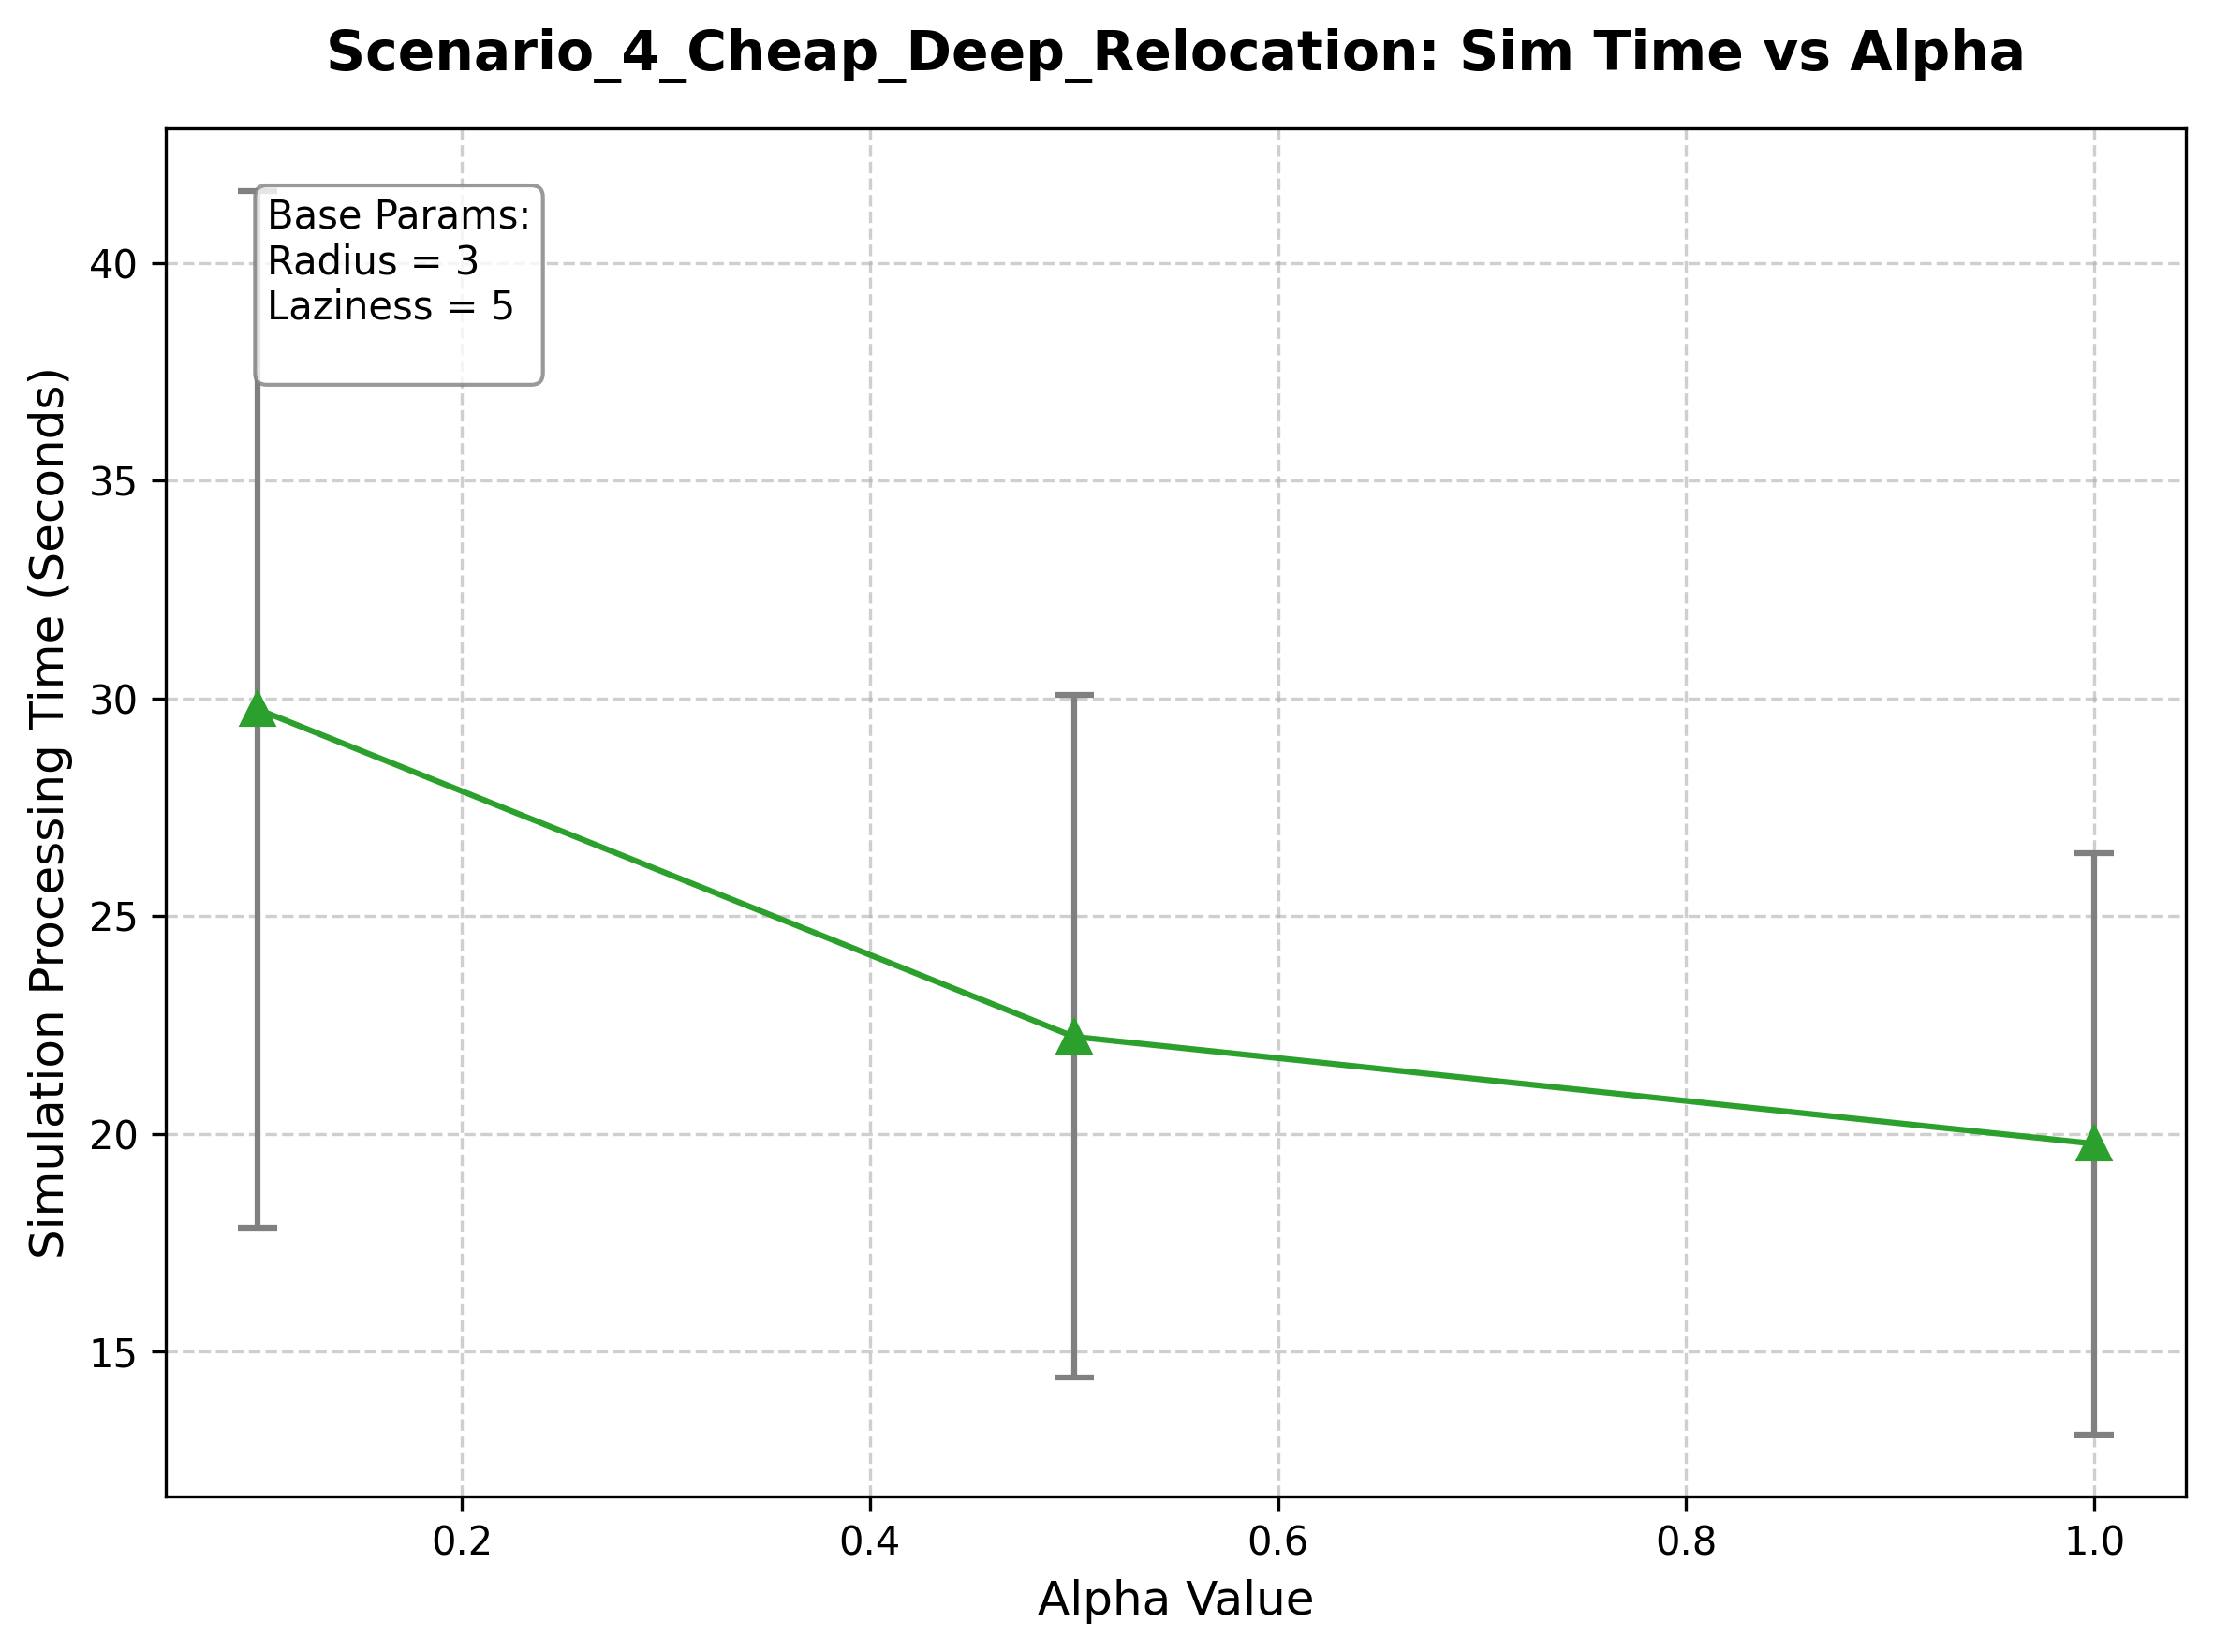 Scenario_4_Cheap_Deep_Relocation: Sim Time vs Alpha
Base Params:
Radius = 3
Laziness = 5
Simulation Processing Time (Seconds)
40
35
30
25
20
15
0.2
0.4
0.6
0.8
1.0
Alpha Value